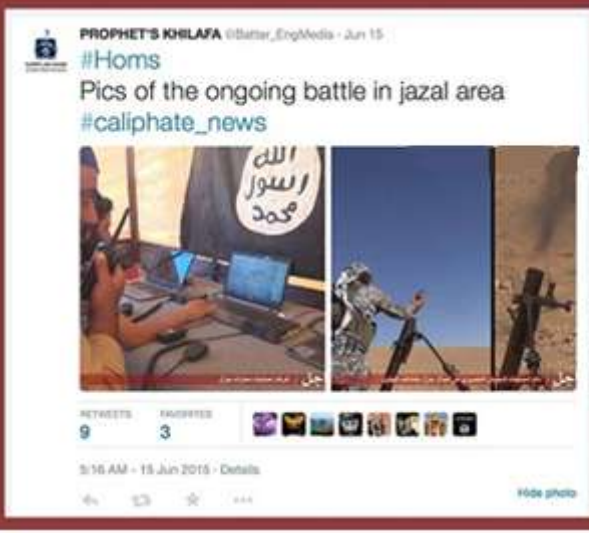 PROPHET'S KHILAFA @Battar_EngMedia · Jun 15
#Homs
Pics of the ongoing battle in jazal area
#caliphate_news
الله
رسول
محمد
RETWEETS
FAVORITES
9
3
5:16 AM - 15 Jun 2015 · Details
Hide photo